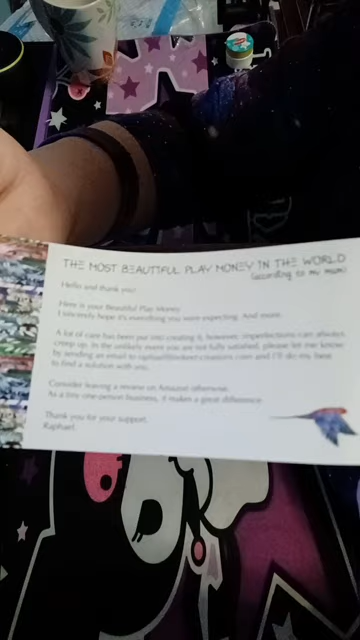 THE MOST BEAUTIFUL PLAY MONEY IN THE WORLD
(according to my mum)
Hello and thank you!
Here is your Beautiful Play Money.
I sincerely hope it's everything you were expecting. And more.
A lot of care has been put into creating it, however, imperfections can always
creep up. In the unlikely event you are not fully satisfied, please let me know
by sending an email to and I'll do my best
to find a solution with you.
Consider leaving a review on Amazon otherwise.
As a tiny one-person business, it makes a great difference.
Thank you for your support.
Raphael